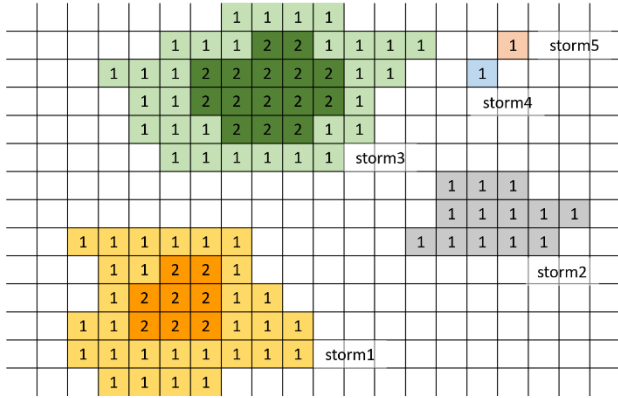 1 1 1 1
1 1 1 2 2 1 1 1 1 1 storm5
1 1 1 2 2 2 2 2 1 1 1
1 1 2 2 2 2 2 1 storm4
1 1 1 2 2 2 1 1
1 1 1 1 1 1 storm3
1 1 1
1 1 1 1 1
1 1 1 1 1 1 1 1 1 1 1
1 1 2 2 1 storm2
1 2 2 2 1 1
1 1 2 2 2 1 1 1
1 1 1 1 1 1 1 1 storm1
1 1 1 1